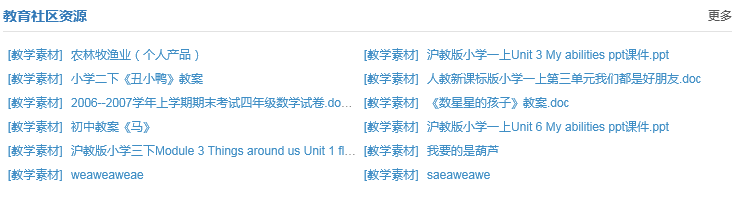 教育社区资源 更多
[教学素材] 农林牧渔业（个人产品） [教学素材] 沪教版小学一上Unit 3 My abilities ppt课件.ppt
[教学素材] 小学二下《丑小鸭》教案 [教学素材] 人教新课标版小学一上第三单元我们都是好朋友.doc
[教学素材] 2006--2007学年上学期期末考试四年级数学试卷.do... [教学素材] 《数星星的孩子》教案.doc
[教学素材] 初中教案《马》 [教学素材] 沪教版小学一上Unit 6 My abilities ppt课件.ppt
[教学素材] 沪教版小学三下Module 3 Things around us Unit 1 fl... [教学素材] 我要的是葫芦
[教学素材] weaweaweae [教学素材] saeaweawe